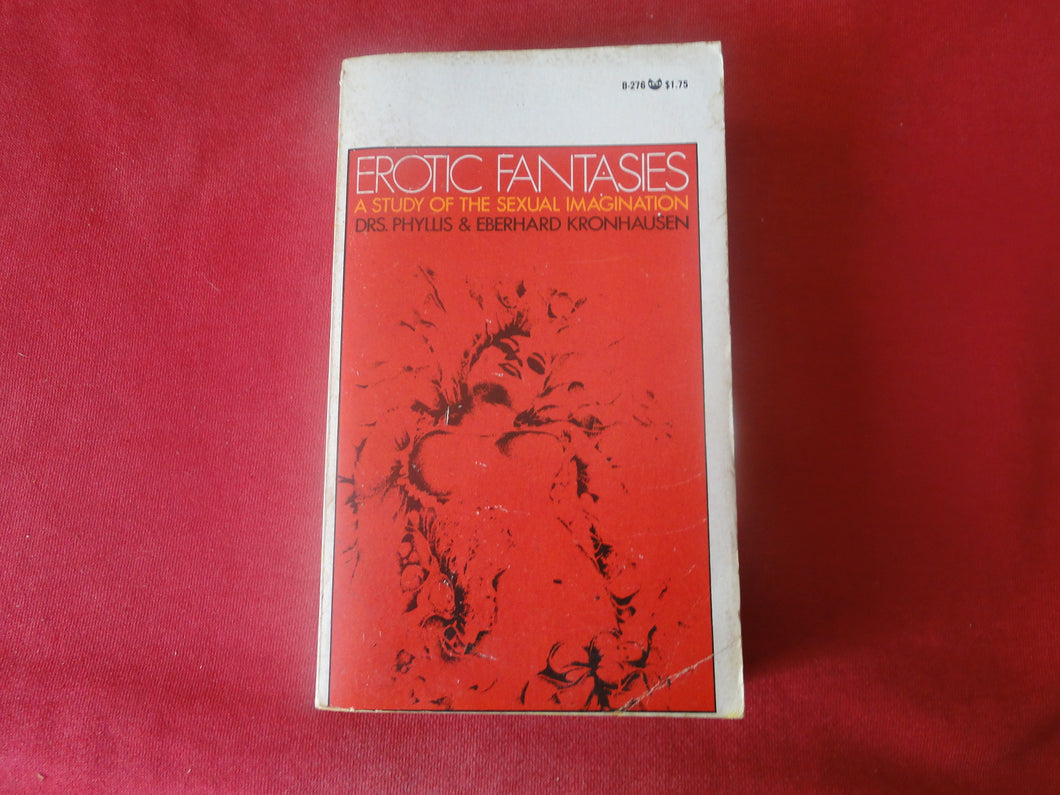 B-276 $1.75
EROTIC FANTASIES
A STUDY OF THE SEXUAL IMAGINATION
DRS. PHYLLIS & EBERHARD KRONHAUSEN